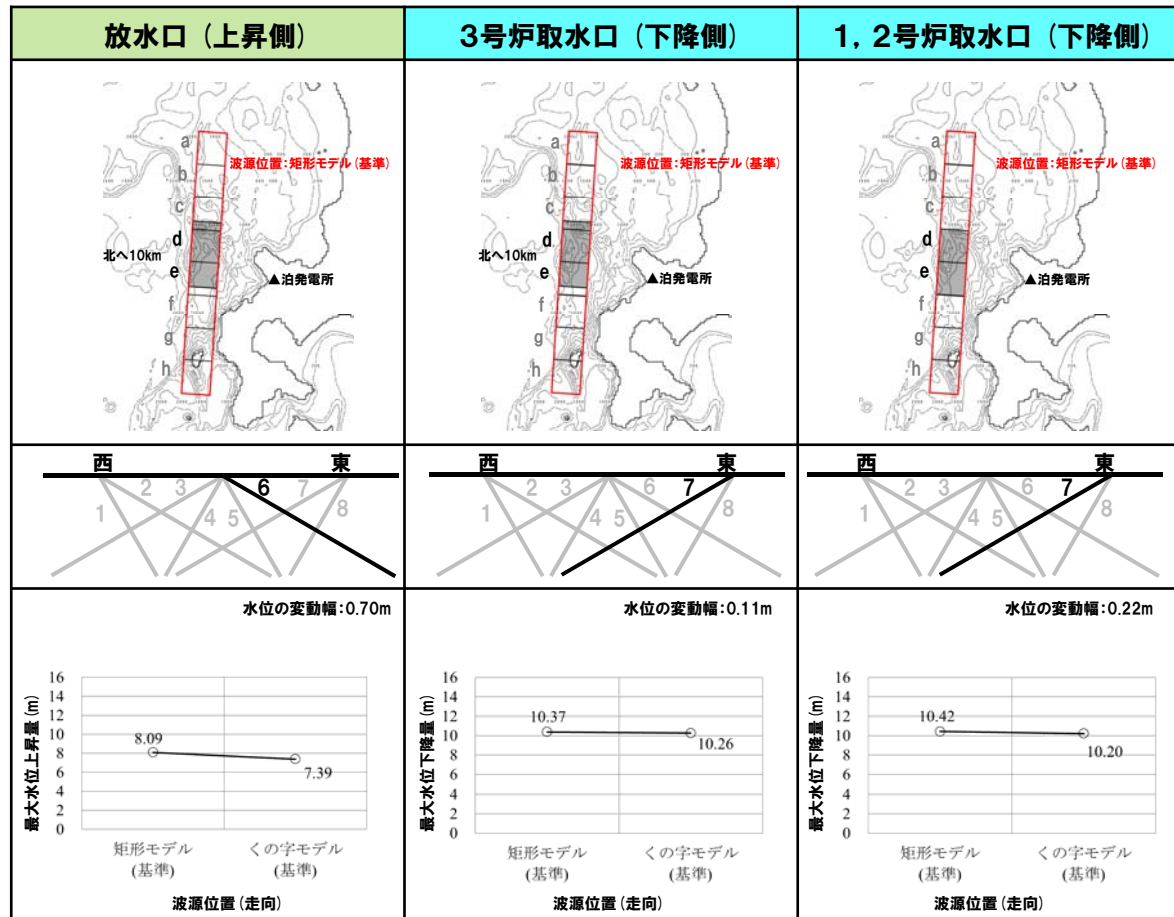 放水口（上昇側）
3号炉取水口（下降側）
1，2号炉取水口（下降側）
a
波源位置：矩形モデル（基準）
b
c
d
北へ10km
e
▲泊発電所
f
g
h
a
波源位置：矩形モデル（基準）
b
c
d
北へ10km
e
▲泊発電所
f
g
h
a
波源位置：矩形モデル（基準）
b
c
d
e
▲泊発電所
f
g
h
西 東
1 2 3 4 5 6 7 8
西 東
1 2 3 4 5 6 7 8
西 東
1 2 3 4 5 6 7 8
水位の変動幅：0.70m
最大水位上昇量（m）
16
14
12
10
8
6
4
2
0
8.09
7.39
矩形モデル くの字モデル
(基準) (基準)
波源位置（走向）
水位の変動幅：0.11m
最大水位下降量（m）
16
14
12
10
8
6
4
2
0
10.37
10.26
矩形モデル くの字モデル
(基準) (基準)
波源位置（走向）
水位の変動幅：0.22m
最大水位下降量（m）
16
14
12
10
8
6
4
2
0
10.42
10.20
矩形モデル くの字モデル
(基準) (基準)
波源位置（走向）